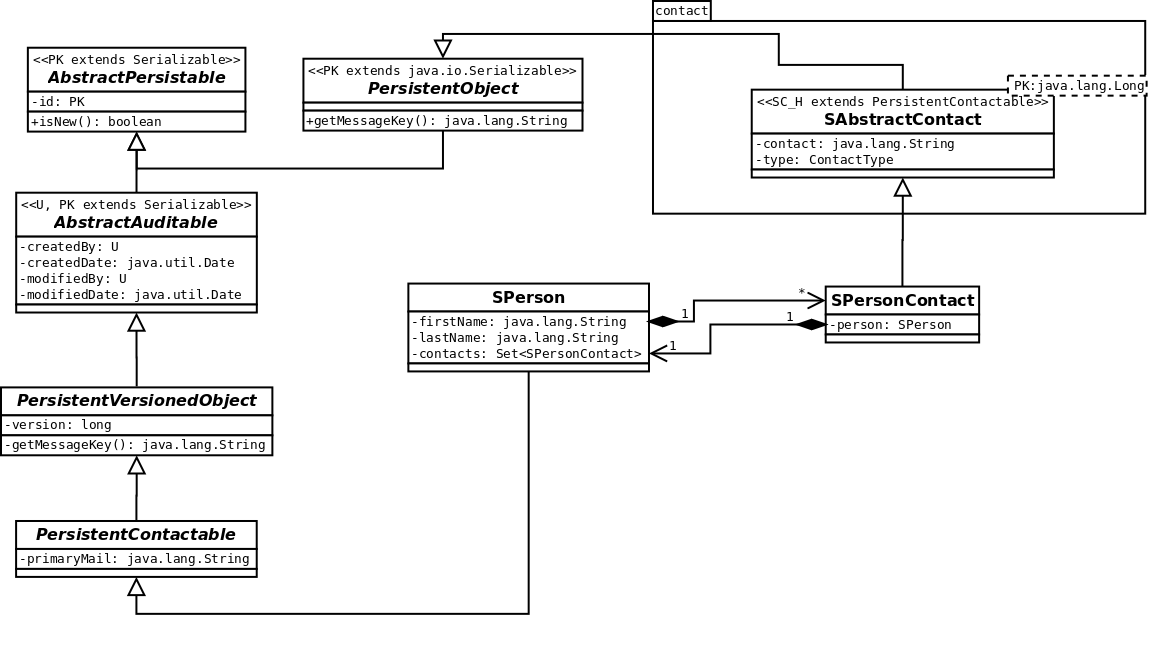 contact
<<PK extends Serializable>>
AbstractPersistable
-id: PK
+isNew(): boolean
<<PK extends java.io.Serializable>>
PersistentObject
+getMessageKey(): java.lang.String
PK:java.lang.Long
<<SC_H extends PersistentContactable>>
SAbstractContact
-contact: java.lang.String
-type: ContactType
<<U, PK extends Serializable>>
AbstractAuditable
-createdBy: U
-createdDate: java.util.Date
-modifiedBy: U
-modifiedDate: java.util.Date
SPerson
-firstName: java.lang.String
-lastName: java.lang.String
-contacts: Set<SPersonContact>
1
*
1
1
SPersonContact
-person: SPerson
PersistentVersionedObject
-version: long
-getMessageKey(): java.lang.String
PersistentContactable
-primaryMail: java.lang.String